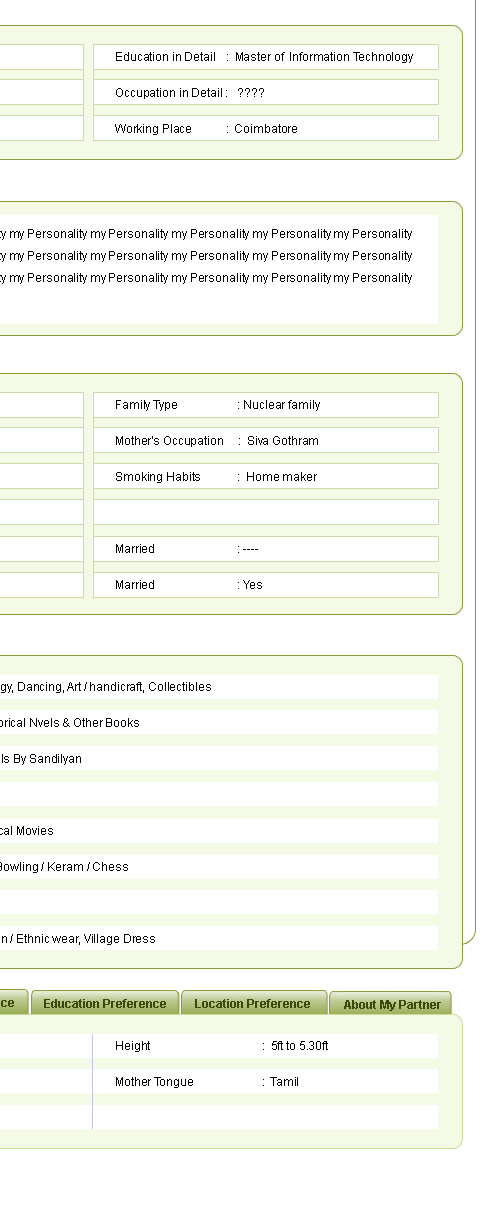 Education in Detail : Master of Information Technology
Occupation in Detail : ????
Working Place : Coimbatore
ty my Personality my Personality my Personality my Personality my Personality
ty my Personality my Personality my Personality my Personality my Personality
ty my Personality my Personality my Personality my Personality my Personality
Family Type : Nuclear family
Mother's Occupation : Siva Gothram
Smoking Habits : Home maker
Married : ----
Married : Yes
gy, Dancing, Art / handicraft, Collectibles
orical Nvels & Other Books
ls By Sandilyan
cal Movies
Bowling / Keram / Chess
n / Ethnic wear, Village Dress
ce Education Preference Location Preference About My Partner
Height : 5ft to 5.30ft
Mother Tongue : Tamil